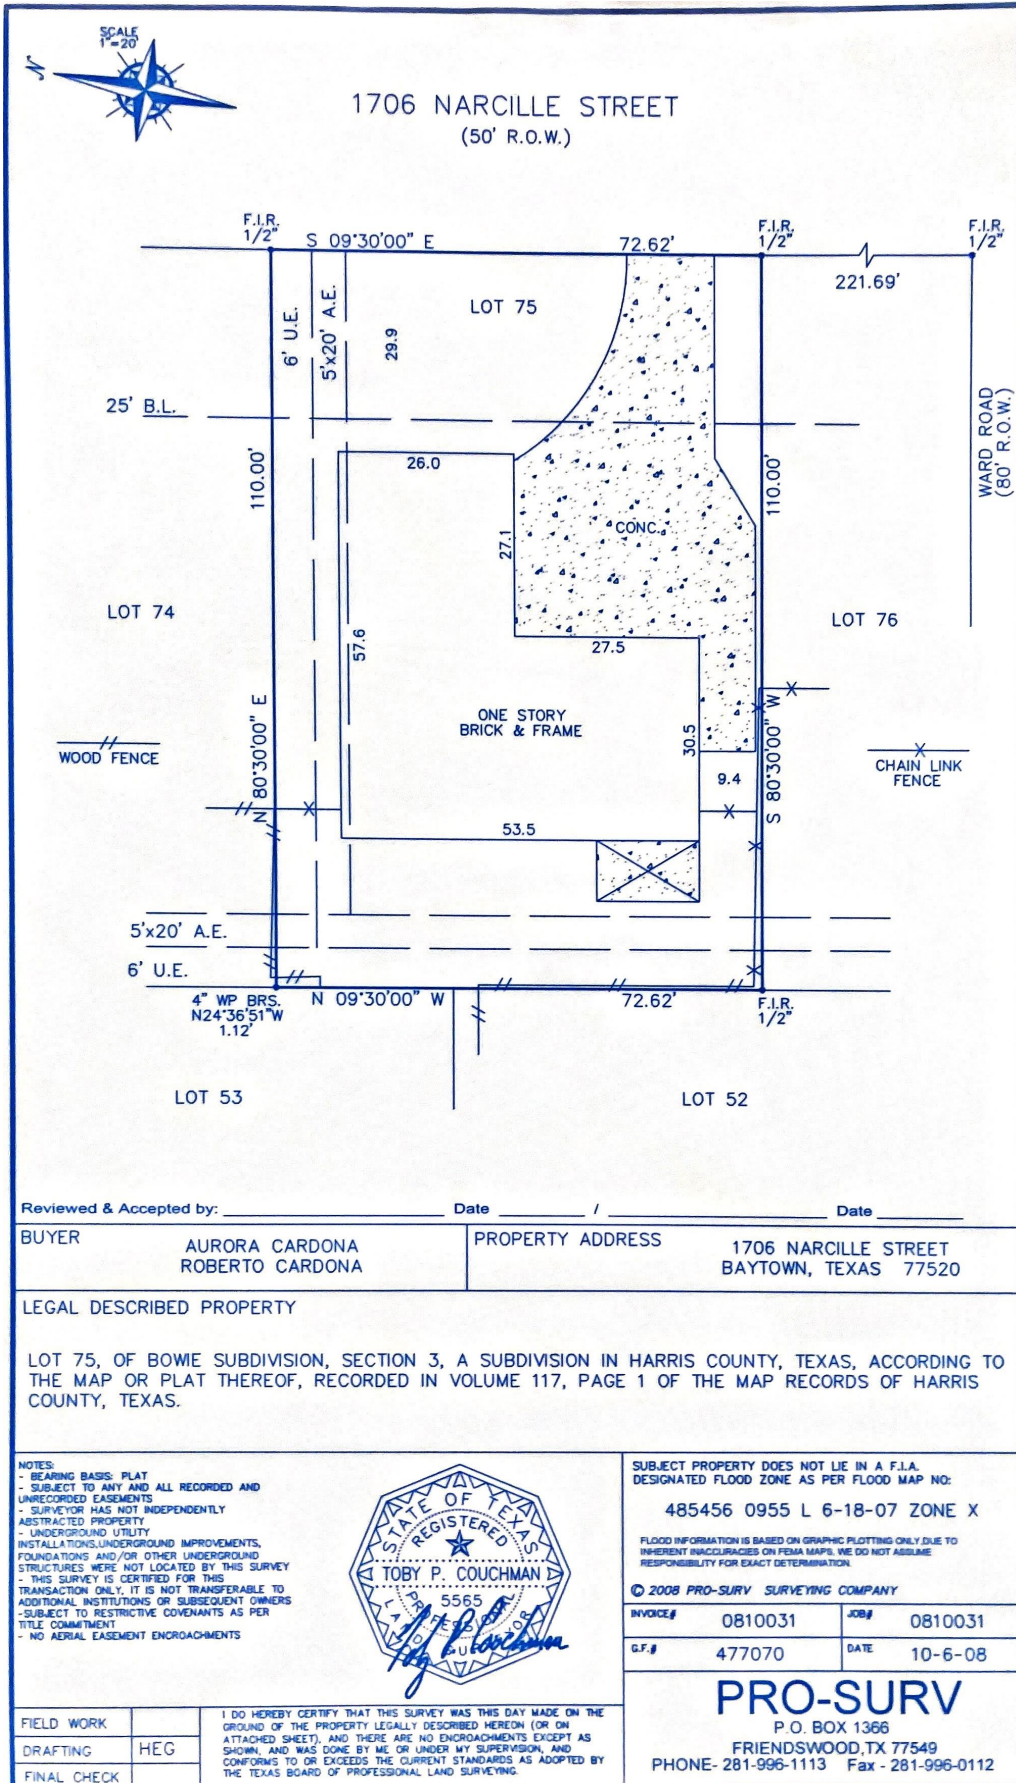 SCALE
1"=20'
N
1706 NARCILLE STREET
(50' R.O.W.)
F.I.R.
1/2"
S 09°30'00" E
72.62'
F.I.R.
1/2"
F.I.R.
1/2"
221.69'
LOT 75
6' U.E.
5'x20' A.E.
29.9
25' B.L.
WARD ROAD
(80' R.O.W.)
110.00'
26.0
110.00'
27.1
CONC.
LOT 74
LOT 76
57.6
27.5
ONE STORY
BRICK & FRAME
30.5
N 80°30'00" E
S 80°30'00" W
WOOD FENCE
CHAIN LINK
FENCE
9.4
53.5
5'x20' A.E.
6' U.E.
4" WP BRS.
N24°36'51"W
1.12'
N 09°30'00" W
72.62'
F.I.R.
1/2"
LOT 53
LOT 52
Reviewed & Accepted by: Date / Date
BUYER
AURORA CARDONA
ROBERTO CARDONA
PROPERTY ADDRESS
1706 NARCILLE STREET
BAYTOWN, TEXAS 77520
LEGAL DESCRIBED PROPERTY
LOT 75, OF BOWIE SUBDIVISION, SECTION 3, A SUBDIVISION IN HARRIS COUNTY, TEXAS, ACCORDING TO
THE MAP OR PLAT THEREOF, RECORDED IN VOLUME 117, PAGE 1 OF THE MAP RECORDS OF HARRIS
COUNTY, TEXAS.
NOTES:
- BEARING BASIS: PLAT
- SUBJECT TO ANY AND ALL RECORDED AND
UNRECORDED EASEMENTS
- SURVEYOR HAS NOT INDEPENDENTLY
ABSTRACTED PROPERTY
- UNDERGROUND UTILITY
INSTALLATIONS,UNDERGROUND IMPROVEMENTS,
FOUNDATIONS AND/OR OTHER UNDERGROUND
STRUCTURES WERE NOT LOCATED BY THIS SURVEY
- THIS SURVEY IS CERTIFIED FOR THIS
TRANSACTION ONLY, IT IS NOT TRANSFERABLE TO
ADDITIONAL INSTITUTIONS OR SUBSEQUENT OWNERS
-SUBJECT TO RESTRICTIVE COVENANTS AS PER
TITLE COMMITMENT
- NO AERIAL EASEMENT ENCROACHMENTS
STATE OF TEXAS
REGISTERED
TOBY P. COUCHMAN
5565
PROFESSIONAL
LAND SURVEYOR
Toby P. Couchman
SUBJECT PROPERTY DOES NOT LIE IN A F.I.A.
DESIGNATED FLOOD ZONE AS PER FLOOD MAP NO:
485456 0955 L 6-18-07 ZONE X
FLOOD INFORMATION IS BASED ON GRAPHIC PLOTTING ONLY,DUE TO
INHERENT INACCURACIES ON FEMA MAPS, WE DO NOT ASSUME
RESPONSIBILITY FOR EXACT DETERMINATION.
© 2008 PRO-SURV SURVEYING COMPANY
INVOICE# 0810031 JOB# 0810031
G.F.# 477070 DATE 10-6-08
PRO-SURV
P.O. BOX 1366
FRIENDSWOOD,TX 77549
PHONE- 281-996-1113 Fax - 281-996-0112
FIELD WORK
DRAFTING HEG
FINAL CHECK
I DO HEREBY CERTIFY THAT THIS SURVEY WAS THIS DAY MADE ON THE
GROUND OF THE PROPERTY LEGALLY DESCRIBED HEREON (OR ON
ATTACHED SHEET), AND THERE ARE NO ENCROACHMENTS EXCEPT AS
SHOWN, AND WAS DONE BY ME OR UNDER MY SUPERVISION, AND
CONFORMS TO OR EXCEEDS THE CURRENT STANDARDS AS ADOPTED BY
THE TEXAS BOARD OF PROFESSIONAL LAND SURVEYING.